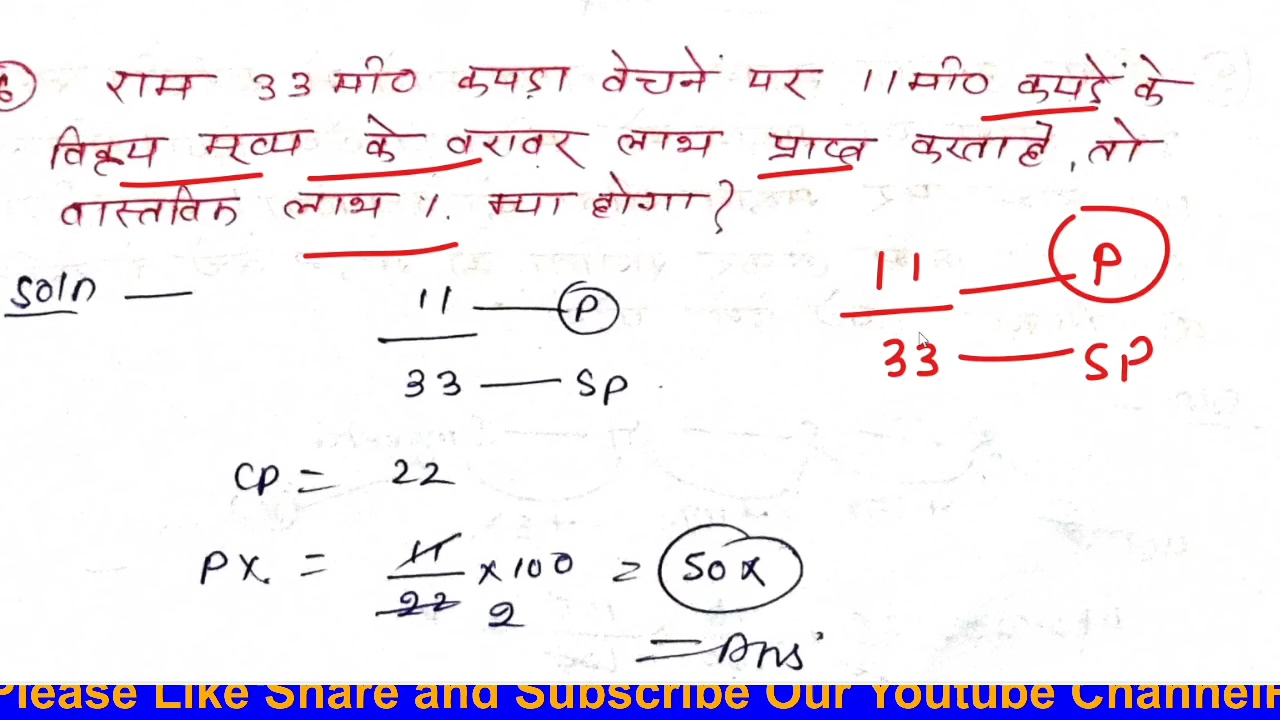 6) राम 33 मी० कपड़ा बेचने पर 11 मी० कपडें के
विक्रय मूल्य के बराबर लाभ प्राप्त करता है, तो
वास्तविक लाभ %. क्या होगा?
Soln —
11 — P
33 — SP
11 — P
33 — SP
CP = 22
P%. = 11/22 × 100 = 50%
2
= Ans
Please Like Share and Subscribe Our Youtube Channel